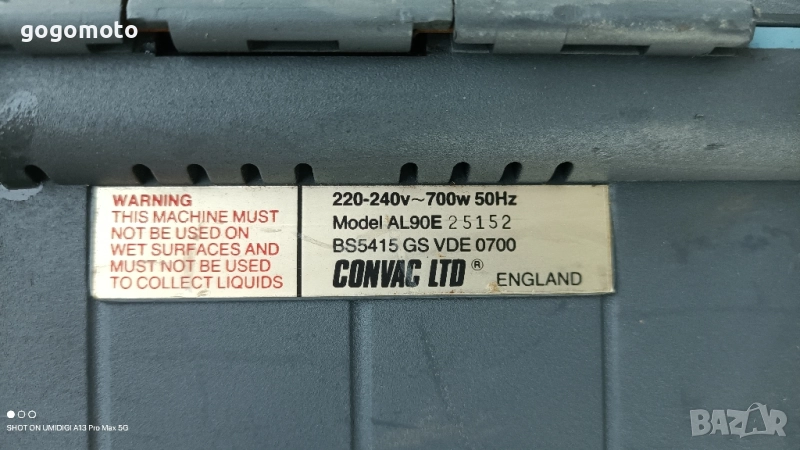 gogomoto
WARNING
THIS MACHINE MUST
NOT BE USED ON
WET SURFACES AND
MUST NOT BE USED
TO COLLECT LIQUIDS
220-240v~700w 50Hz
Model AL90E 25152
BS5415 GS VDE 0700
CONVAC LTD ® ENGLAND
SHOT ON UMIDIGI A13 Pro Max 5G
BAZAR